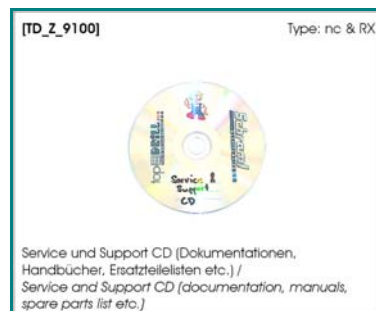 [TD_Z_9100] Type: nc & RX
topDRILL
Service &
Support
CD
Service und Support CD (Dokumentationen,
Handbücher, Ersatzteilelisten etc.) /
Service and Support CD (documentation, manuals,
spare parts list etc.)